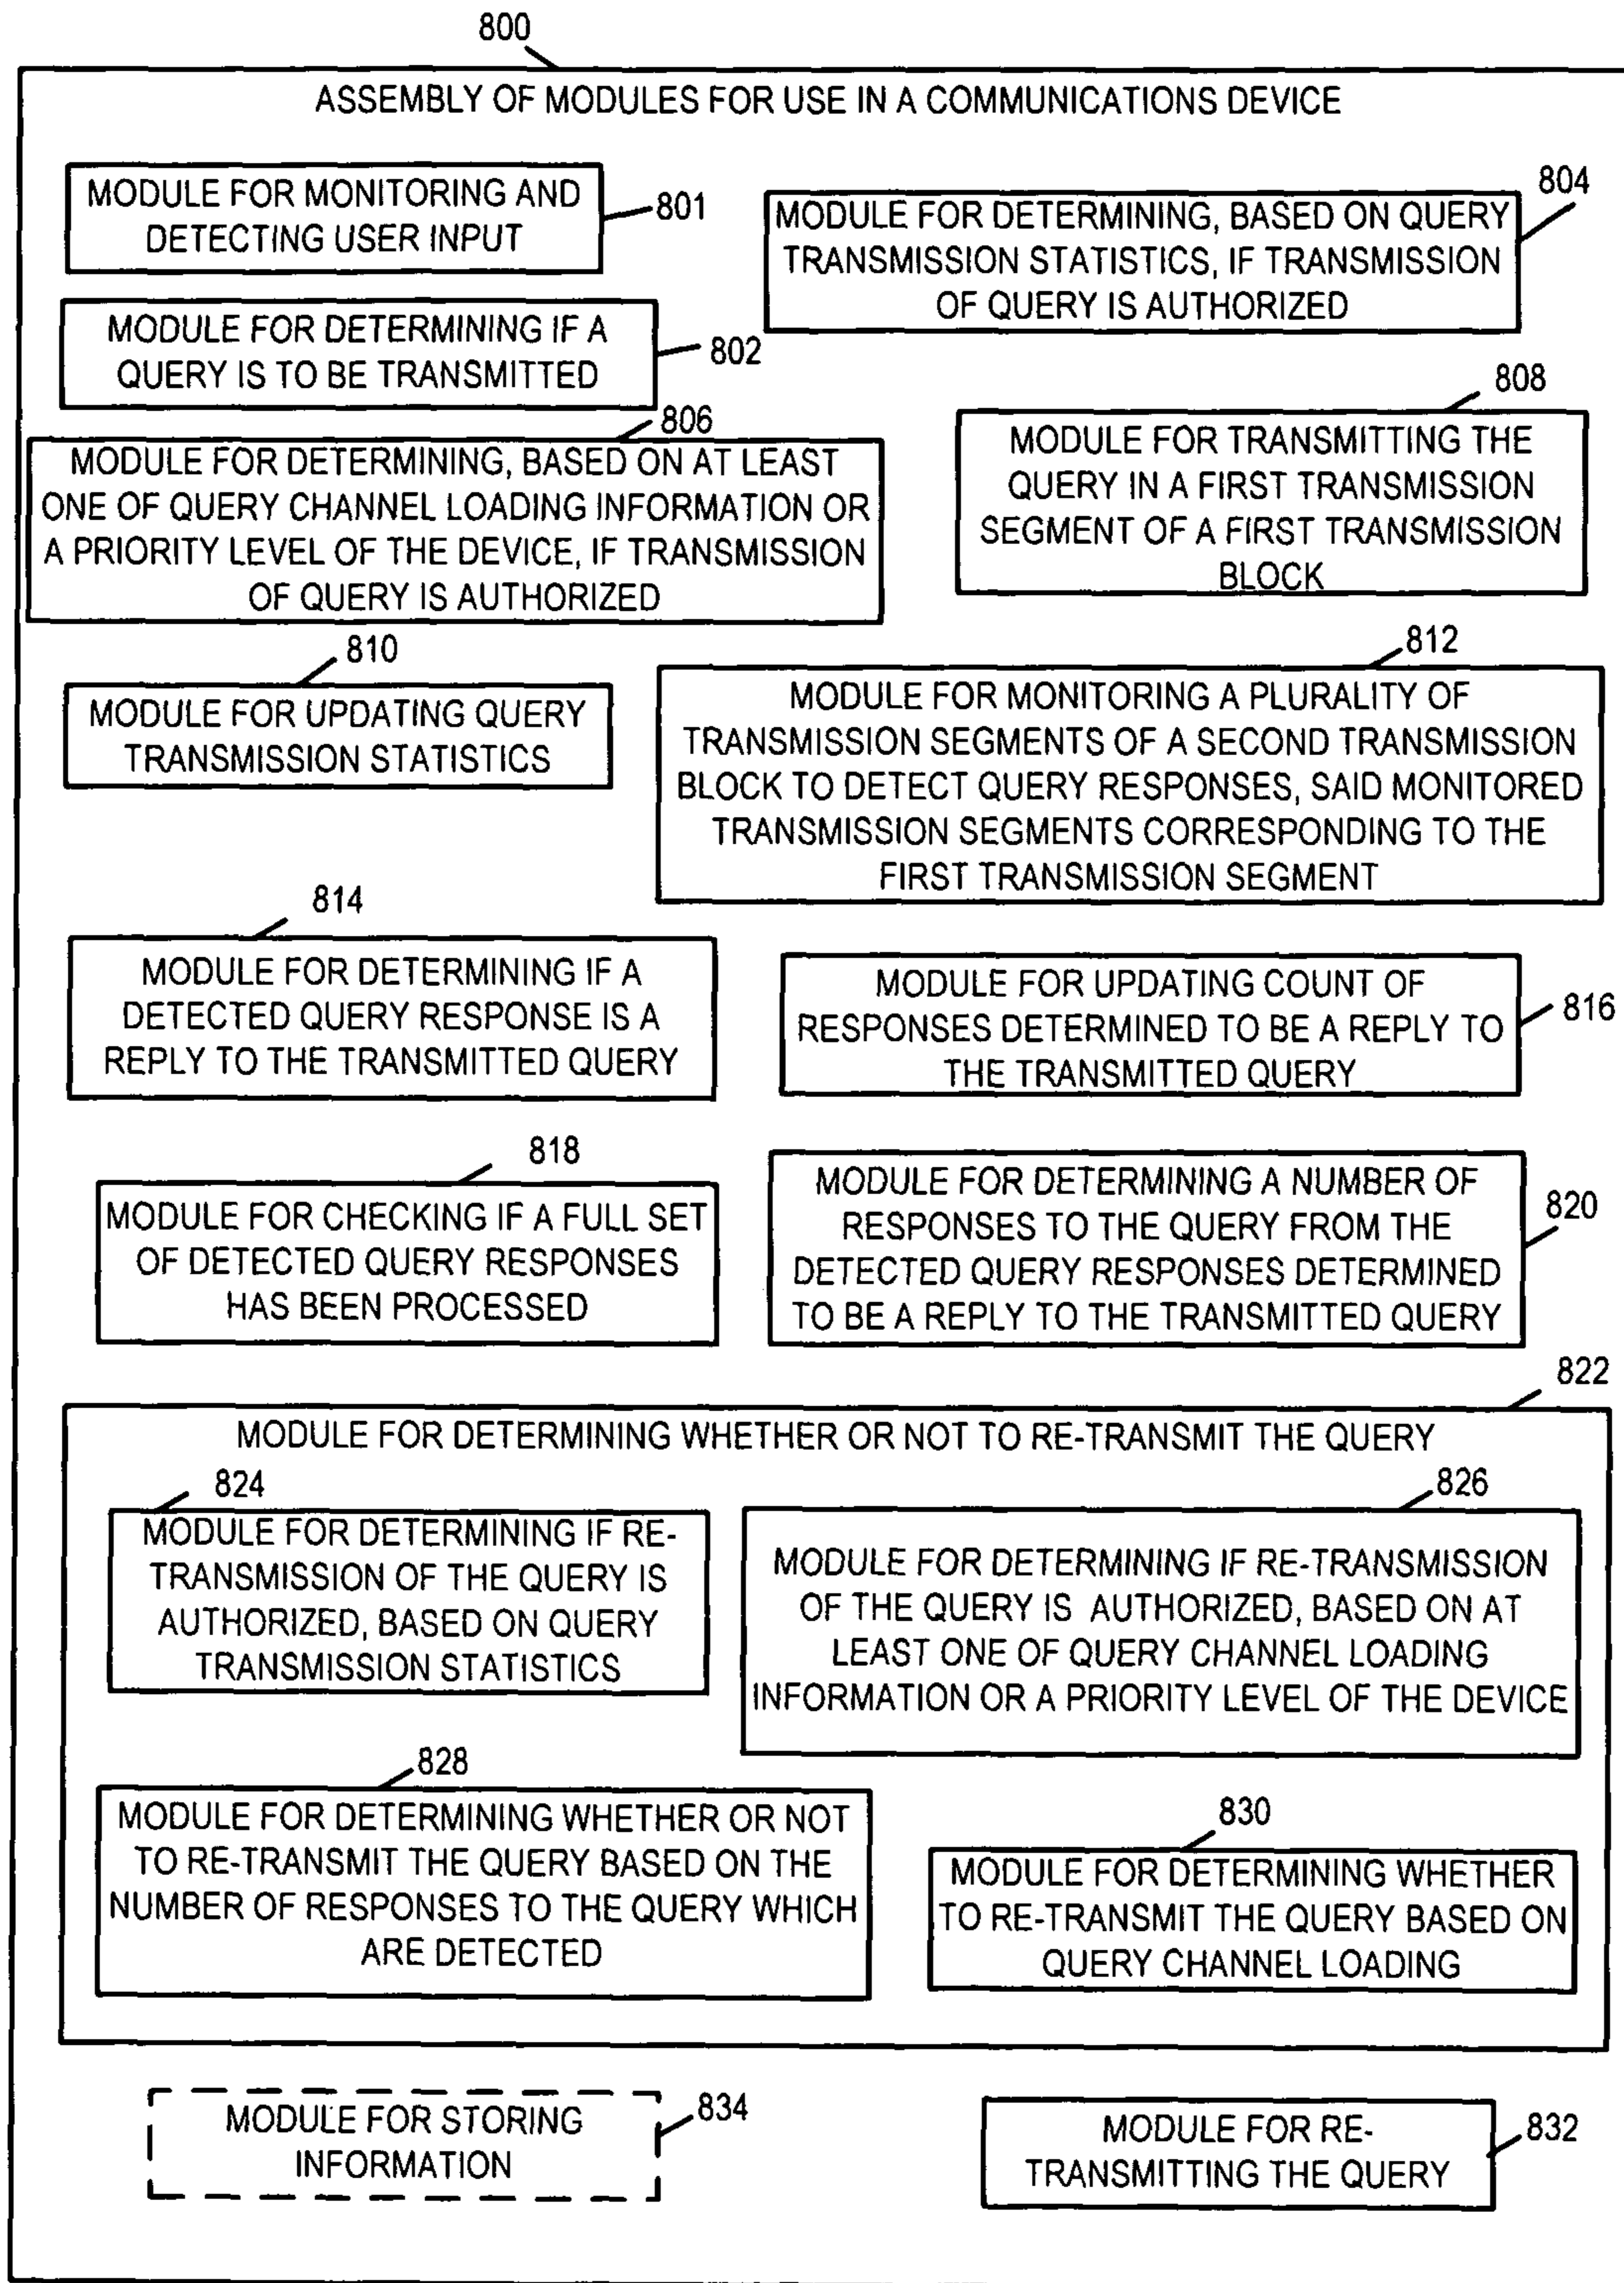 800
ASSEMBLY OF MODULES FOR USE IN A COMMUNICATIONS DEVICE
MODULE FOR MONITORING AND
DETECTING USER INPUT
801
804
MODULE FOR DETERMINING, BASED ON QUERY
TRANSMISSION STATISTICS, IF TRANSMISSION
OF QUERY IS AUTHORIZED
MODULE FOR DETERMINING IF A
QUERY IS TO BE TRANSMITTED
802
806
MODULE FOR DETERMINING, BASED ON AT LEAST
ONE OF QUERY CHANNEL LOADING INFORMATION OR
A PRIORITY LEVEL OF THE DEVICE, IF TRANSMISSION
OF QUERY IS AUTHORIZED
808
MODULE FOR TRANSMITTING THE
QUERY IN A FIRST TRANSMISSION
SEGMENT OF A FIRST TRANSMISSION
BLOCK
810
MODULE FOR UPDATING QUERY
TRANSMISSION STATISTICS
812
MODULE FOR MONITORING A PLURALITY OF
TRANSMISSION SEGMENTS OF A SECOND TRANSMISSION
BLOCK TO DETECT QUERY RESPONSES, SAID MONITORED
TRANSMISSION SEGMENTS CORRESPONDING TO THE
FIRST TRANSMISSION SEGMENT
814
MODULE FOR DETERMINING IF A
DETECTED QUERY RESPONSE IS A
REPLY TO THE TRANSMITTED QUERY
MODULE FOR UPDATING COUNT OF
RESPONSES DETERMINED TO BE A REPLY TO
THE TRANSMITTED QUERY
816
818
MODULE FOR CHECKING IF A FULL SET
OF DETECTED QUERY RESPONSES
HAS BEEN PROCESSED
MODULE FOR DETERMINING A NUMBER OF
RESPONSES TO THE QUERY FROM THE
DETECTED QUERY RESPONSES DETERMINED
TO BE A REPLY TO THE TRANSMITTED QUERY
820
822
MODULE FOR DETERMINING WHETHER OR NOT TO RE-TRANSMIT THE QUERY
824
MODULE FOR DETERMINING IF RE-
TRANSMISSION OF THE QUERY IS
AUTHORIZED, BASED ON QUERY
TRANSMISSION STATISTICS
826
MODULE FOR DETERMINING IF RE-TRANSMISSION
OF THE QUERY IS AUTHORIZED, BASED ON AT
LEAST ONE OF QUERY CHANNEL LOADING
INFORMATION OR A PRIORITY LEVEL OF THE DEVICE
828
MODULE FOR DETERMINING WHETHER OR NOT
TO RE-TRANSMIT THE QUERY BASED ON THE
NUMBER OF RESPONSES TO THE QUERY WHICH
ARE DETECTED
830
MODULE FOR DETERMINING WHETHER
TO RE-TRANSMIT THE QUERY BASED ON
QUERY CHANNEL LOADING
MODULE FOR STORING
INFORMATION
834
MODULE FOR RE-
TRANSMITTING THE QUERY
832